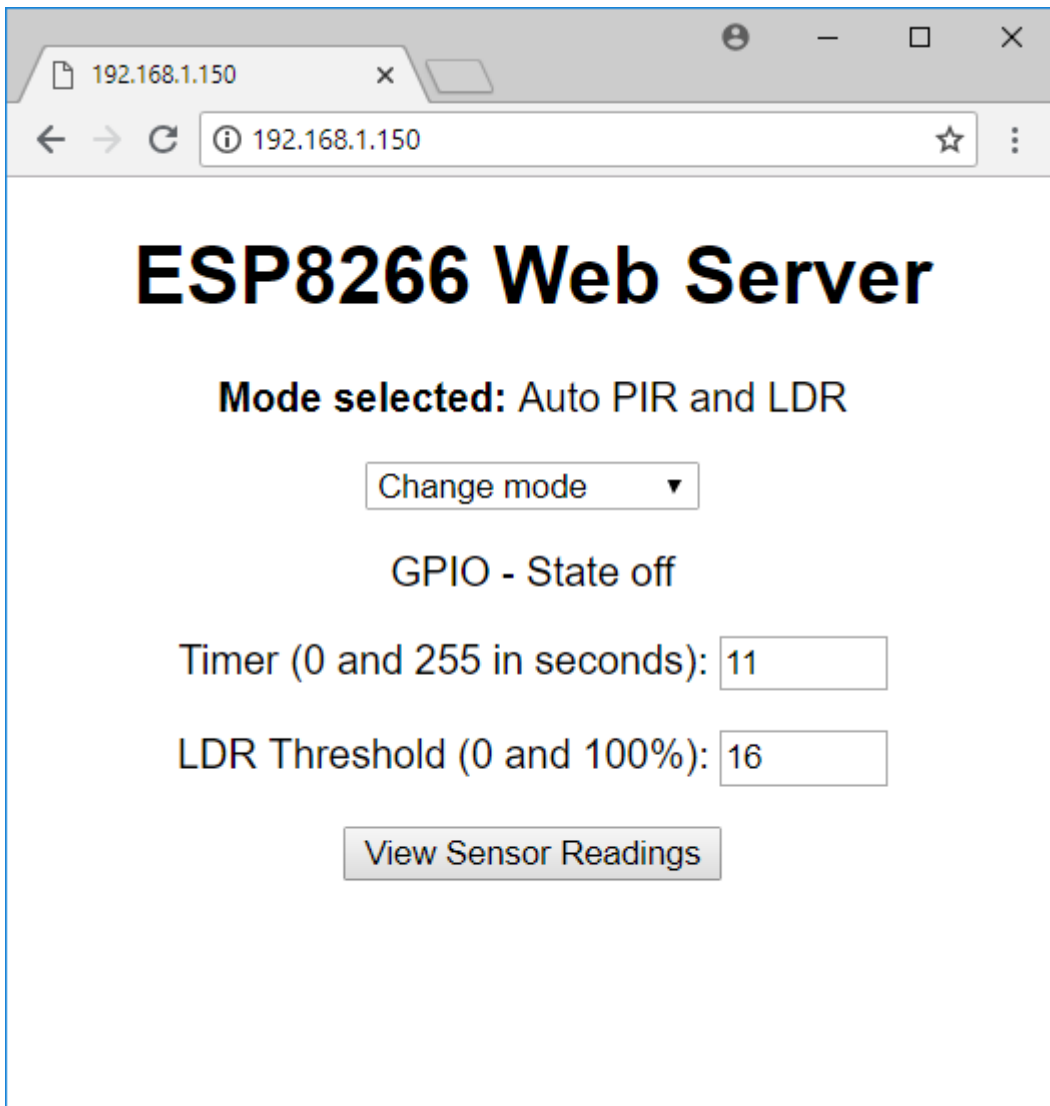 192.168.1.150
192.168.1.150
ESP8266 Web Server
Mode selected: Auto PIR and LDR
Change mode
GPIO - State off
Timer (0 and 255 in seconds): 11
LDR Threshold (0 and 100%): 16
View Sensor Readings